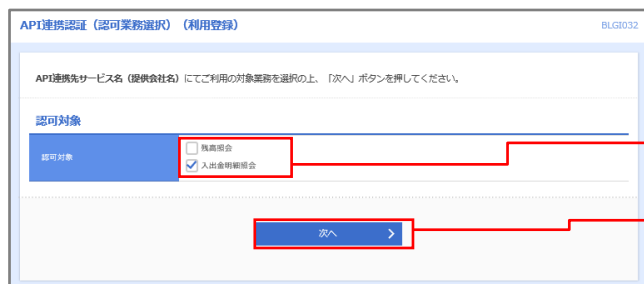 API連携認証（認可業務選択）（利用登録）
BLGI032
API連携先サービス名（提供会社名）にてご利用の対象業務を選択の上、「次へ」ボタンを押してください。
認可対象
認可対象
残高照会
入出金明細照会
次へ